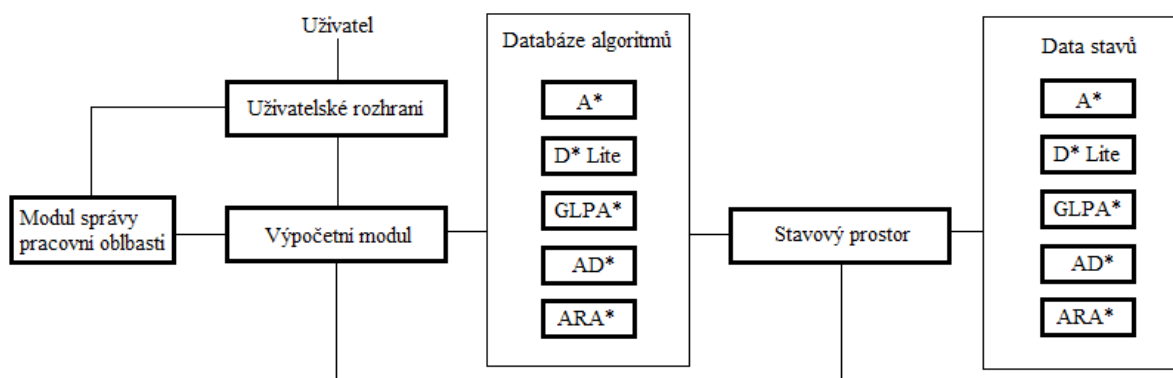 Uživatel
Uživatelské rozhraní
Modul správy
pracovní oblbasti
Výpočetní modul
Databáze algoritmů
A*
D* Lite
GLPA*
AD*
ARA*
Stavový prostor
Data stavů
A*
D* Lite
GLPA*
AD*
ARA*